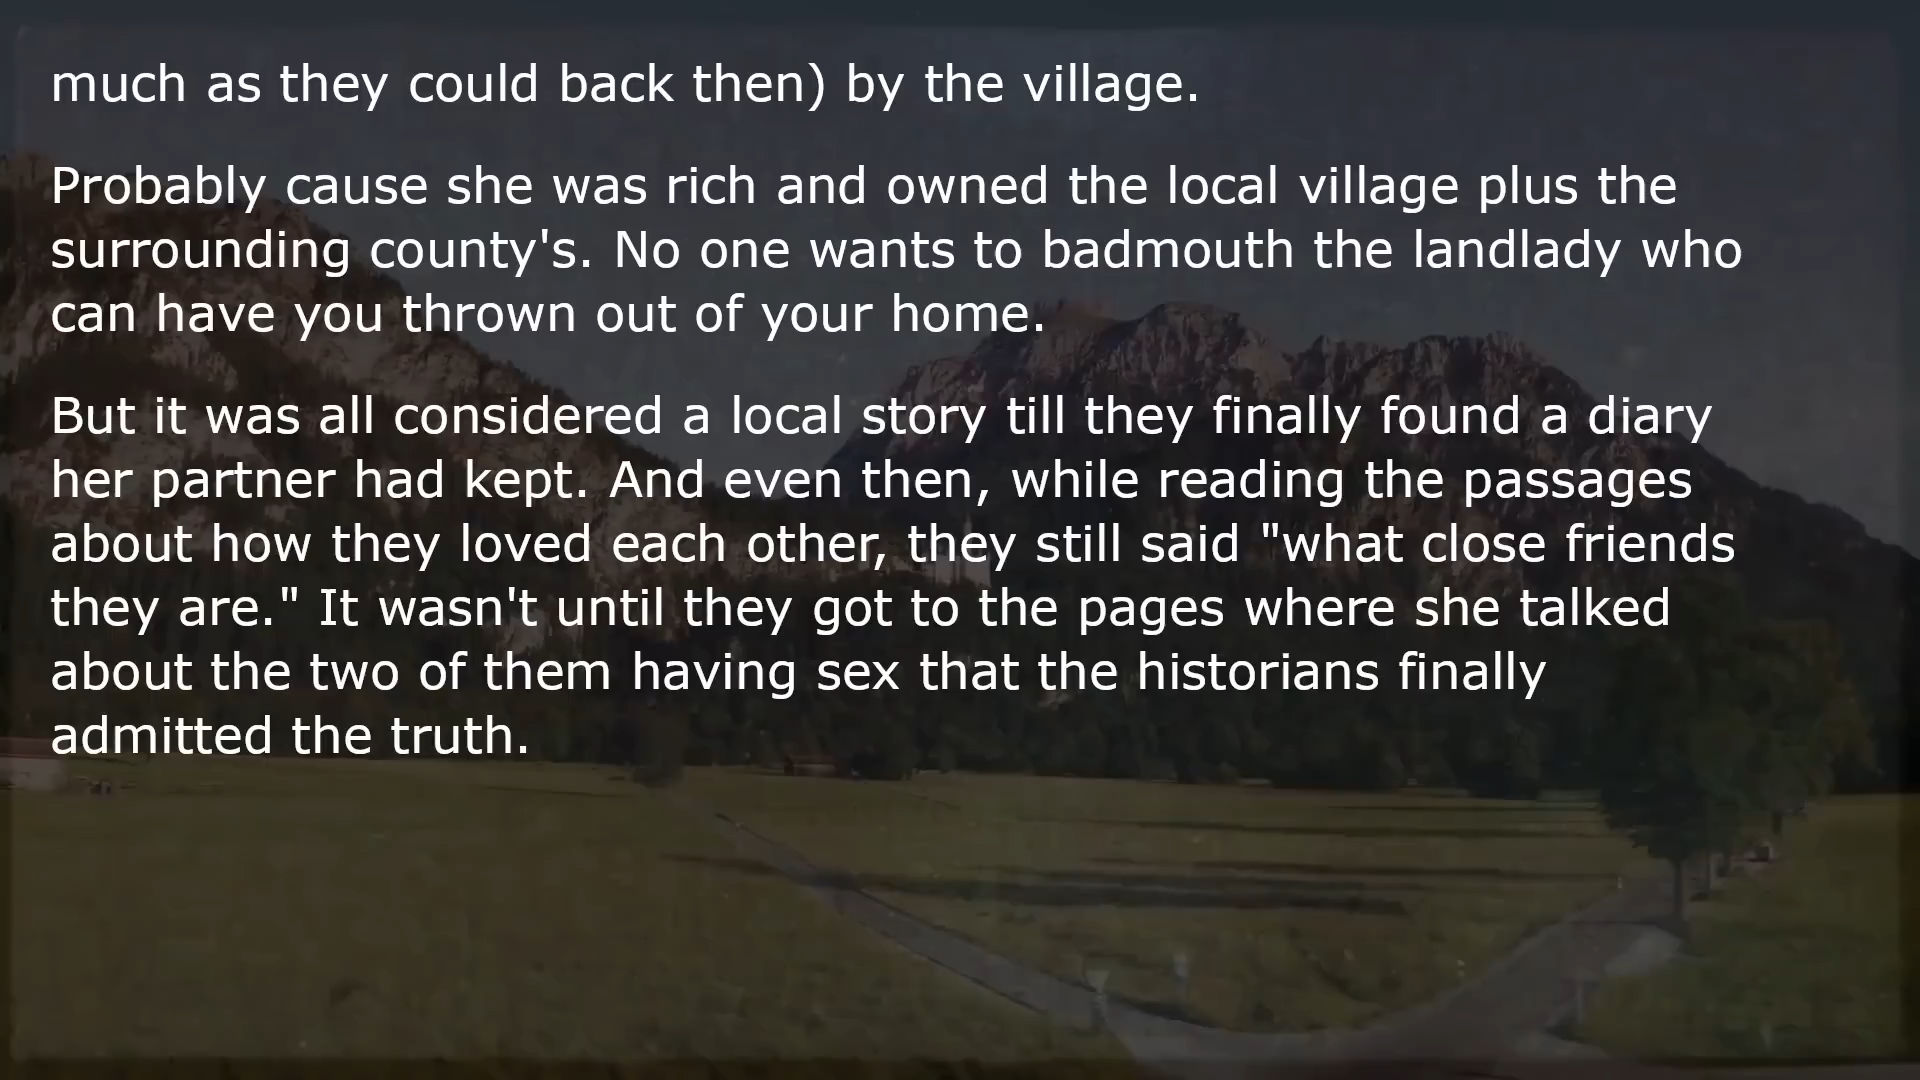 much as they could back then) by the village.
Probably cause she was rich and owned the local village plus the
surrounding county's. No one wants to badmouth the landlady who
can have you thrown out of your home.
But it was all considered a local story till they finally found a diary
her partner had kept. And even then, while reading the passages
about how they loved each other, they still said "what close friends
they are." It wasn't until they got to the pages where she talked
about the two of them having sex that the historians finally
admitted the truth.